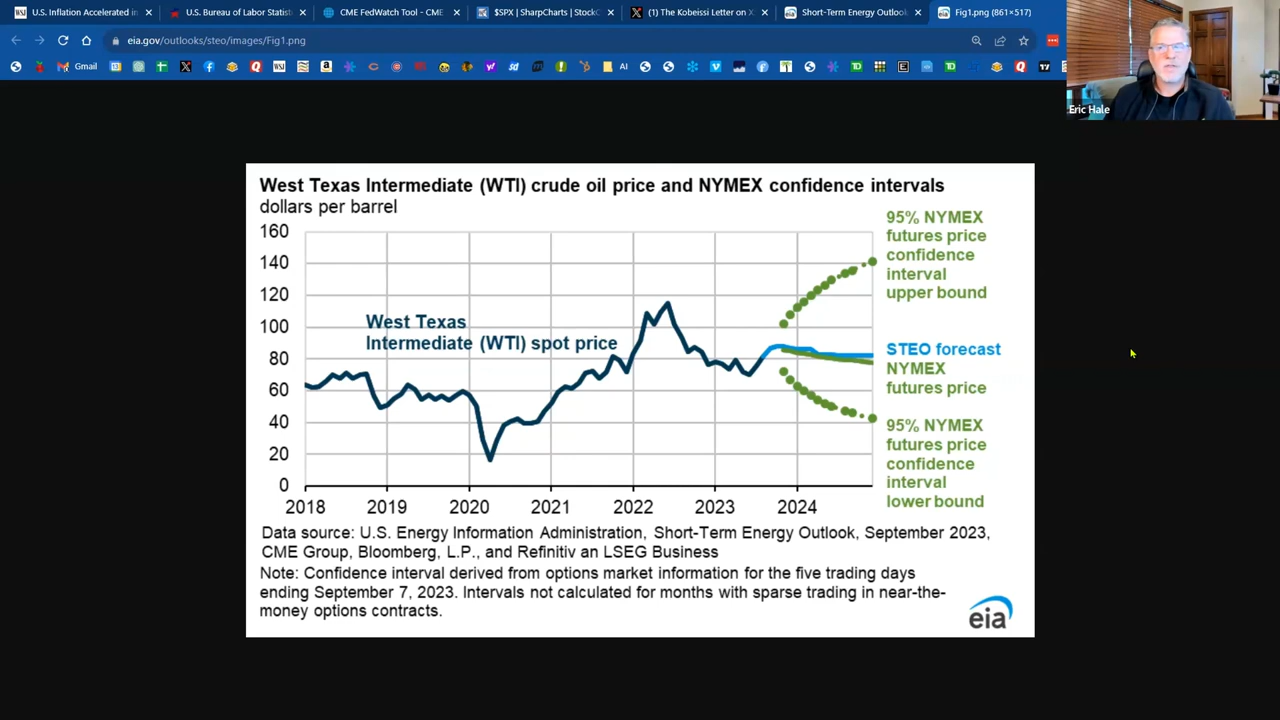 U.S. Inflation Accelerated in
U.S. Bureau of Labor Statist
CME FedWatch Tool - CME
$SPX | SharpCharts | StockC
(1) The Kobeissi Letter on X
Short-Term Energy Outlook
Fig1.png (861×517)
eia.gov/outlooks/steo/images/Fig1.png
Gmail
AI
Eric Hale
West Texas Intermediate (WTI) crude oil price and NYMEX confidence intervals
dollars per barrel
160
140
120
100
80
60
40
20
0
2018 2019 2020 2021 2022 2023 2024
West Texas
Intermediate (WTI) spot price
95% NYMEX
futures price
confidence
interval
upper bound
STEO forecast
NYMEX
futures price
95% NYMEX
futures price
confidence
interval
lower bound
Data source: U.S. Energy Information Administration, Short-Term Energy Outlook, September 2023,
CME Group, Bloomberg, L.P., and Refinitiv an LSEG Business
Note: Confidence interval derived from options market information for the five trading days
ending September 7, 2023. Intervals not calculated for months with sparse trading in near-the-
money options contracts.
eia